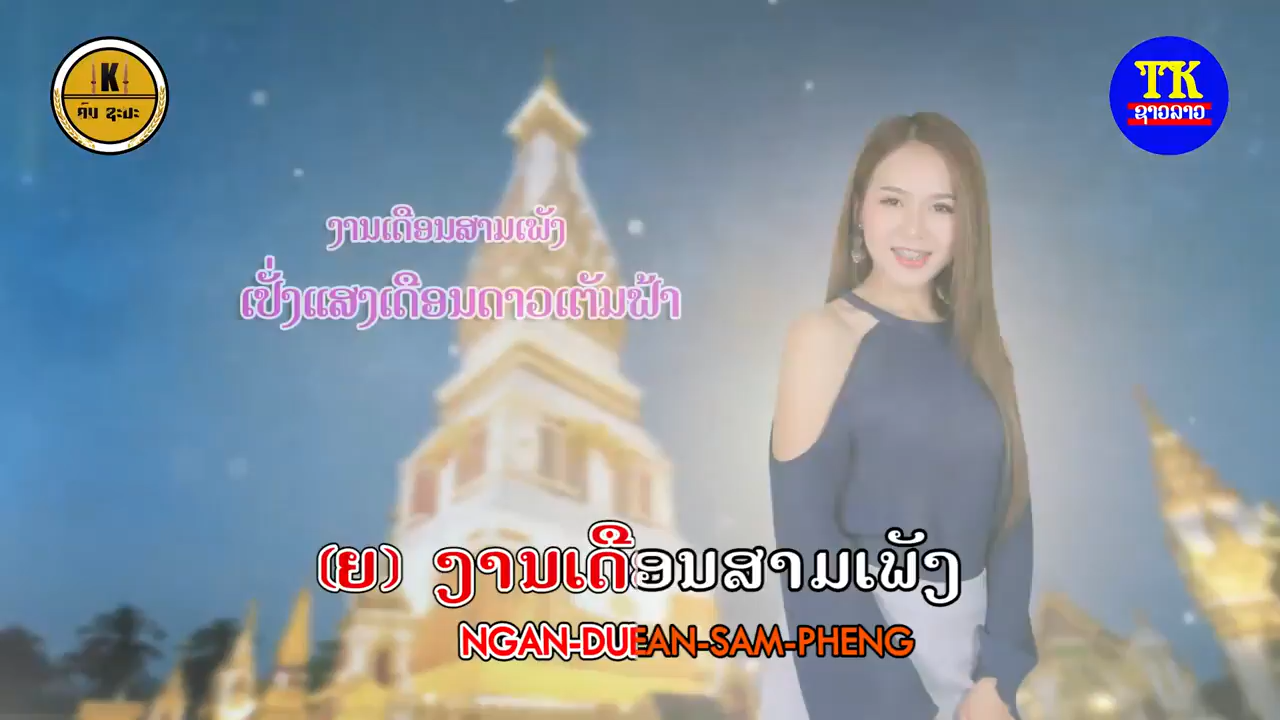 K
ຄົບ ຊະປະ
TK
ຊາວລາວ
ງານເດືອນສາມເພັງ
ເປັ່ງແສງເດືອນດາວເຕັມຟ້າ
(ຍ) ງານເດືອນສາມເພັງ
NGAN-DUEAN-SAM-PHENG